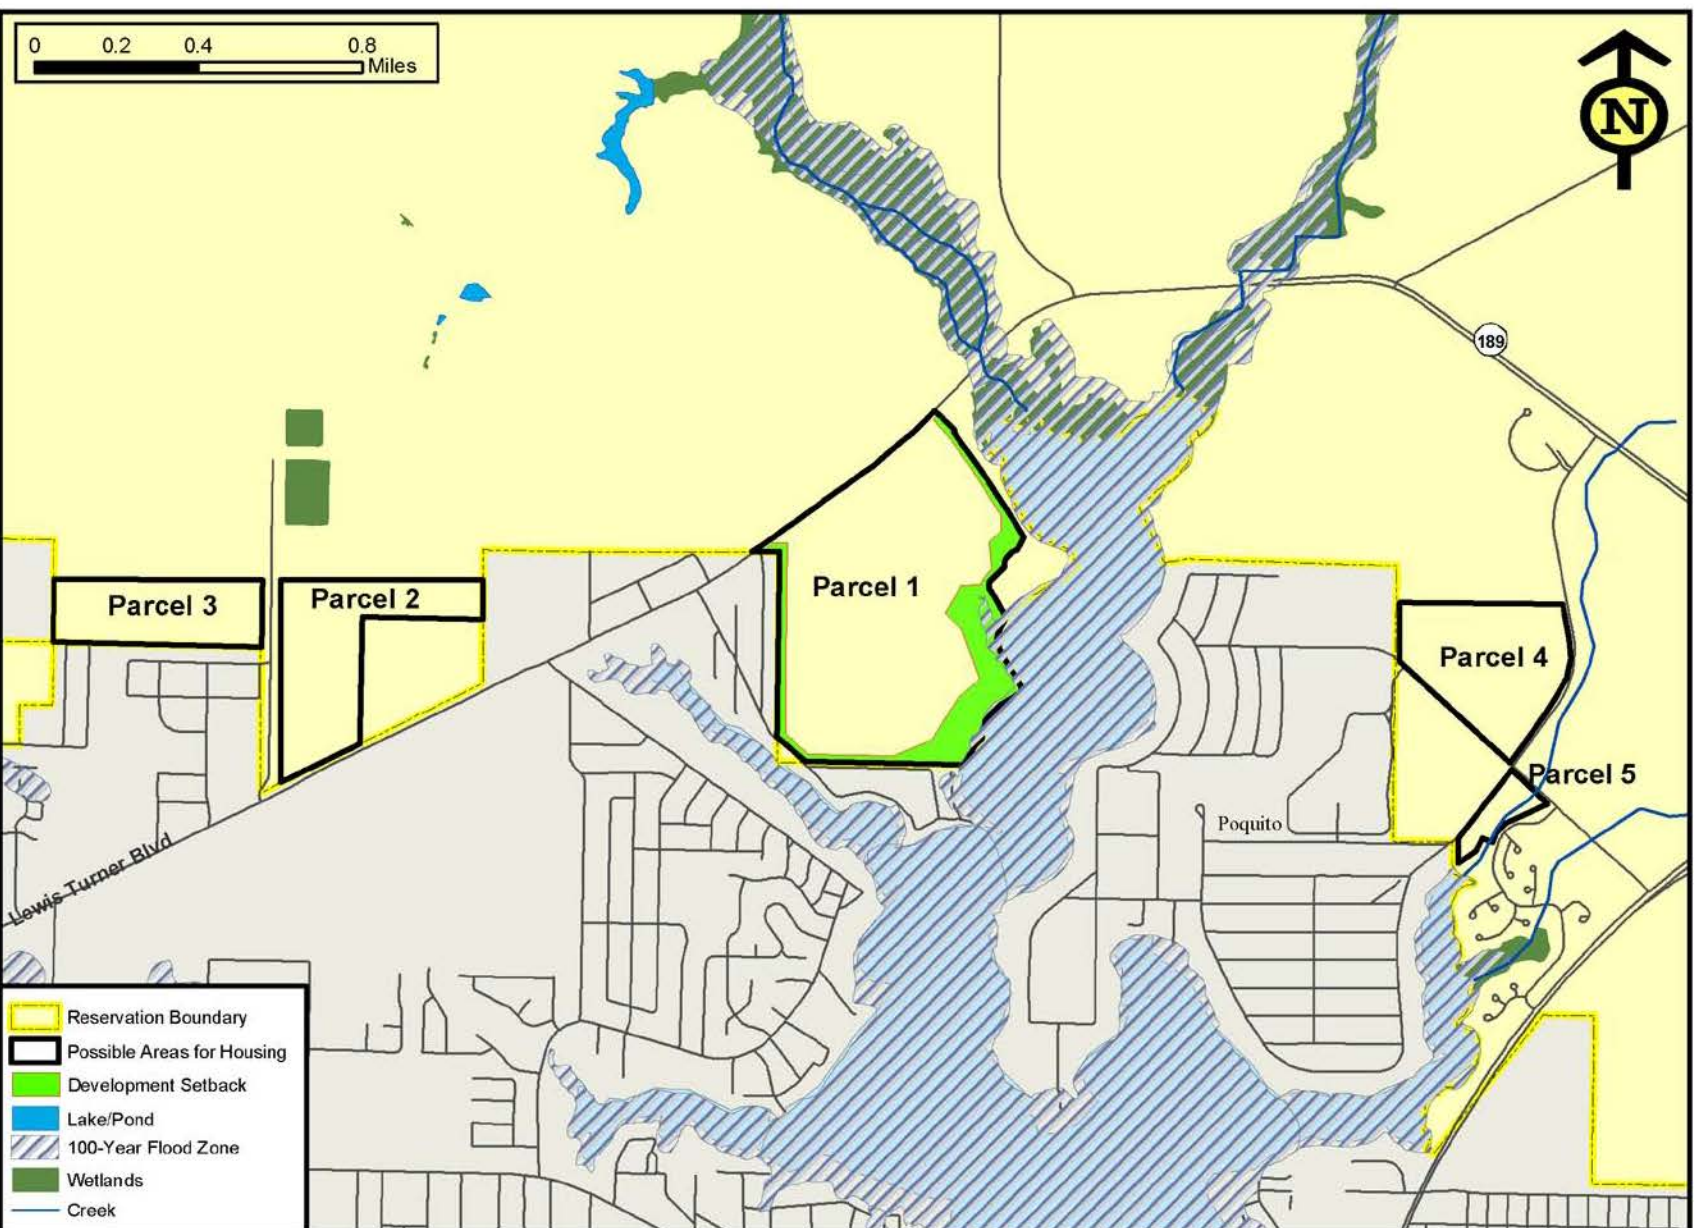 0 0.2 0.4 0.8
Miles
N
189
Parcel 1
Parcel 2
Parcel 3
Parcel 4
Parcel 5
Poquito
Lewis Turner Blvd
Reservation Boundary
Possible Areas for Housing
Development Setback
Lake/Pond
100-Year Flood Zone
Wetlands
Creek